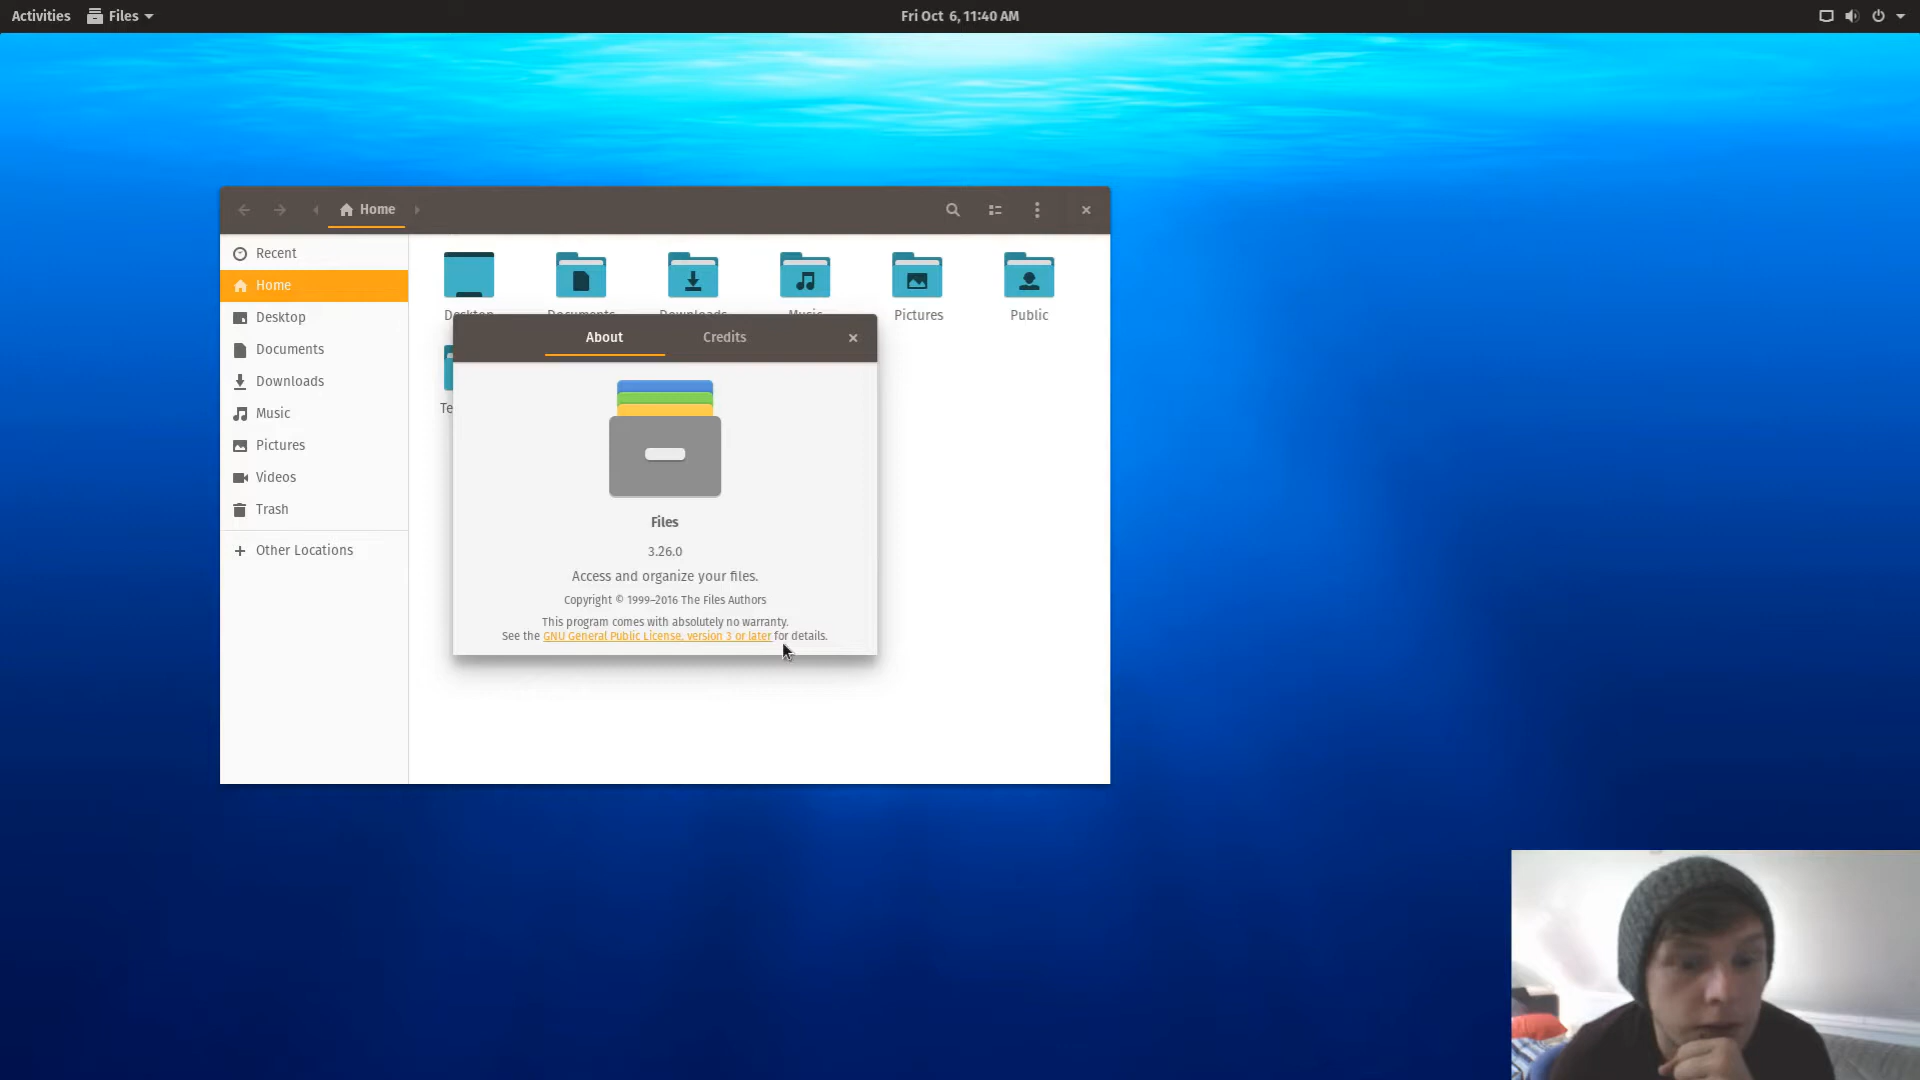 Activities
Files
Fri Oct 6, 11:40 AM
Home
Recent
Home
Desktop
Documents
Downloads
Music
Pictures
Videos
Trash
Other Locations
Desktop
Documents
Downloads
Music
Pictures
Public
Te
About
Credits
Files
3.26.0
Access and organize your files.
Copyright © 1999–2016 The Files Authors
This program comes with absolutely no warranty.
See the GNU General Public License, version 3 or later for details.